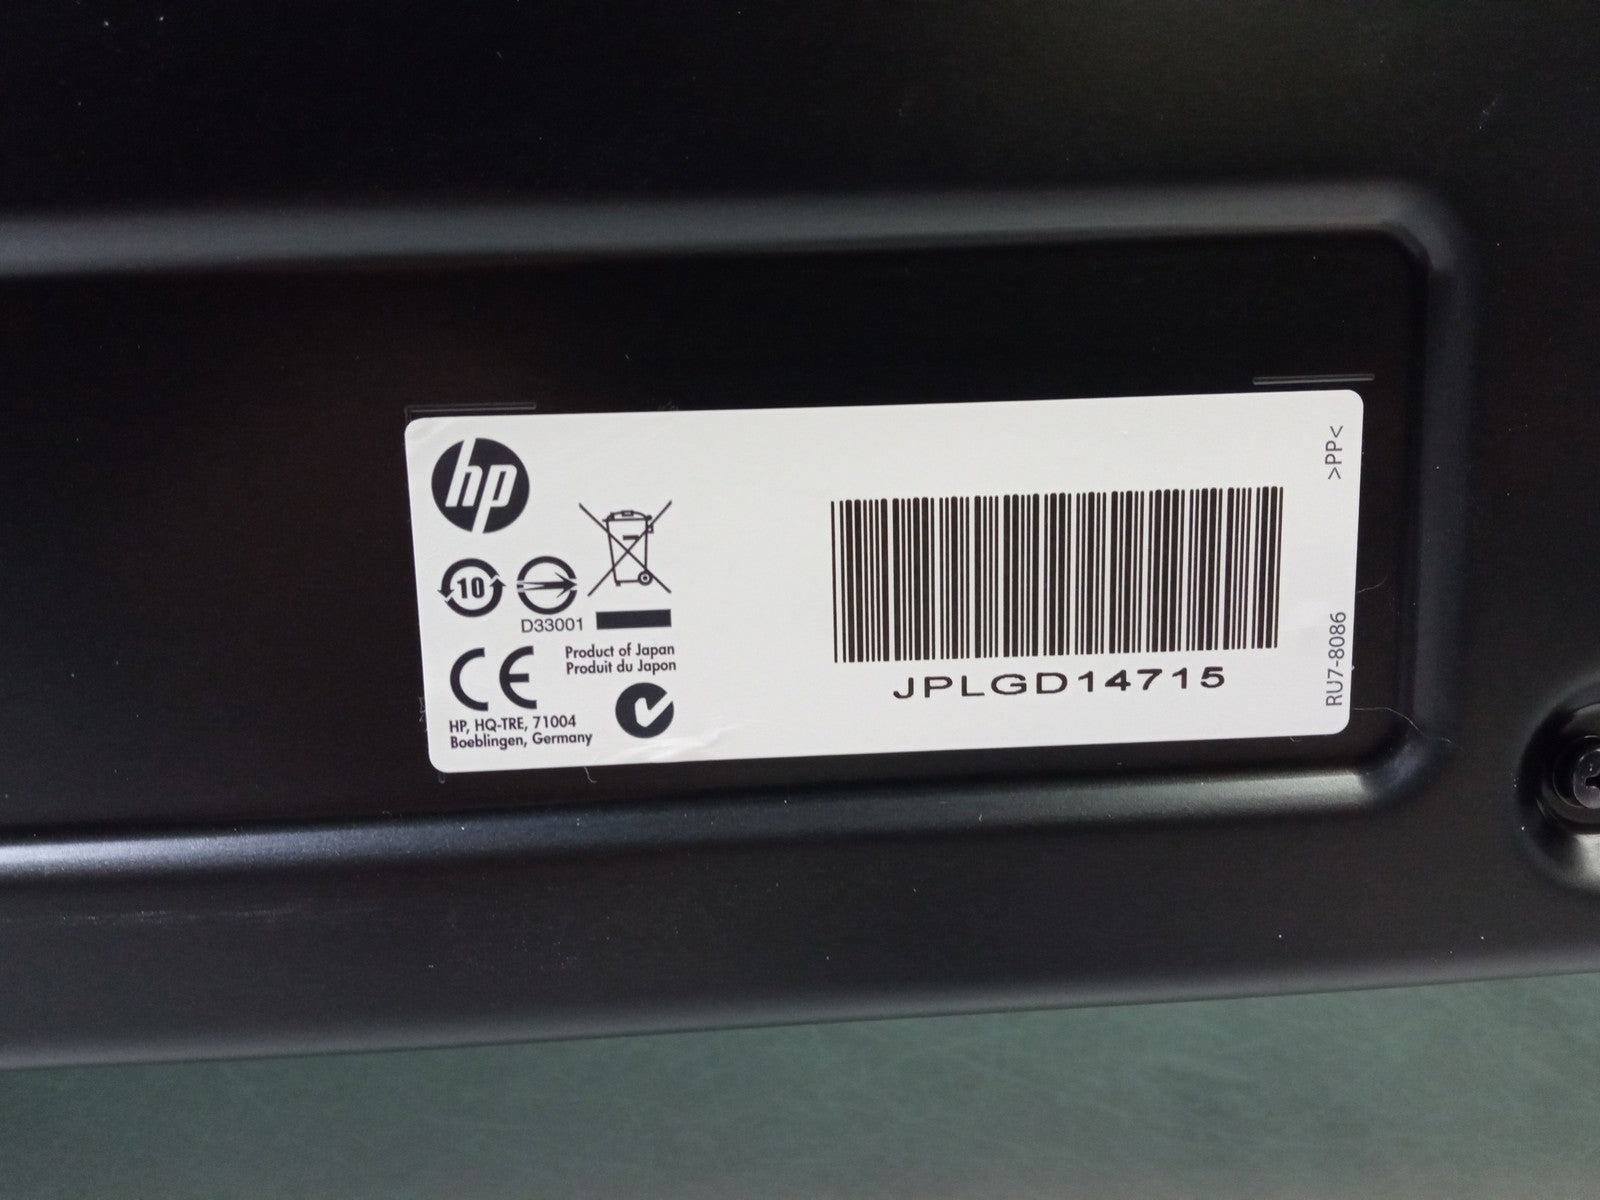 hp
10
D33001
CE
Product of Japan
Produit du Japon
HP, HQ-TRE, 71004
Boeblingen, Germany
JPLGD14715
>PP<
RU7-8086